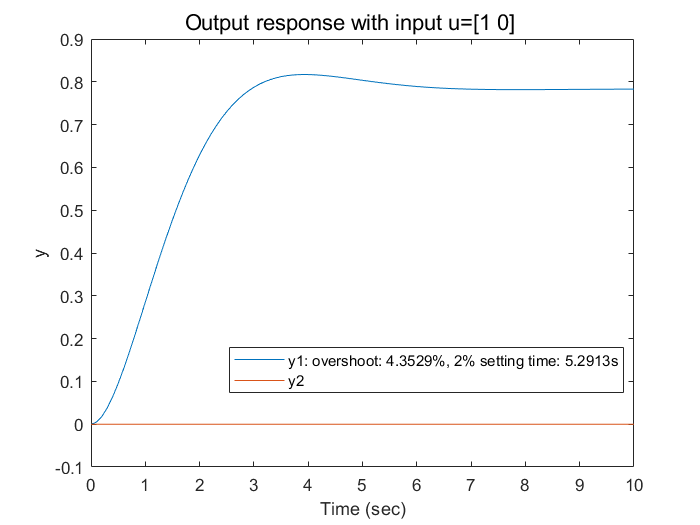 Output response with input u=[1 0]
0.9
0.8
0.7
0.6
0.5
0.4
0.3
0.2
0.1
0
-0.1
y
y1: overshoot: 4.3529%, 2% setting time: 5.2913s
y2
0 1 2 3 4 5 6 7 8 9 10
Time (sec)